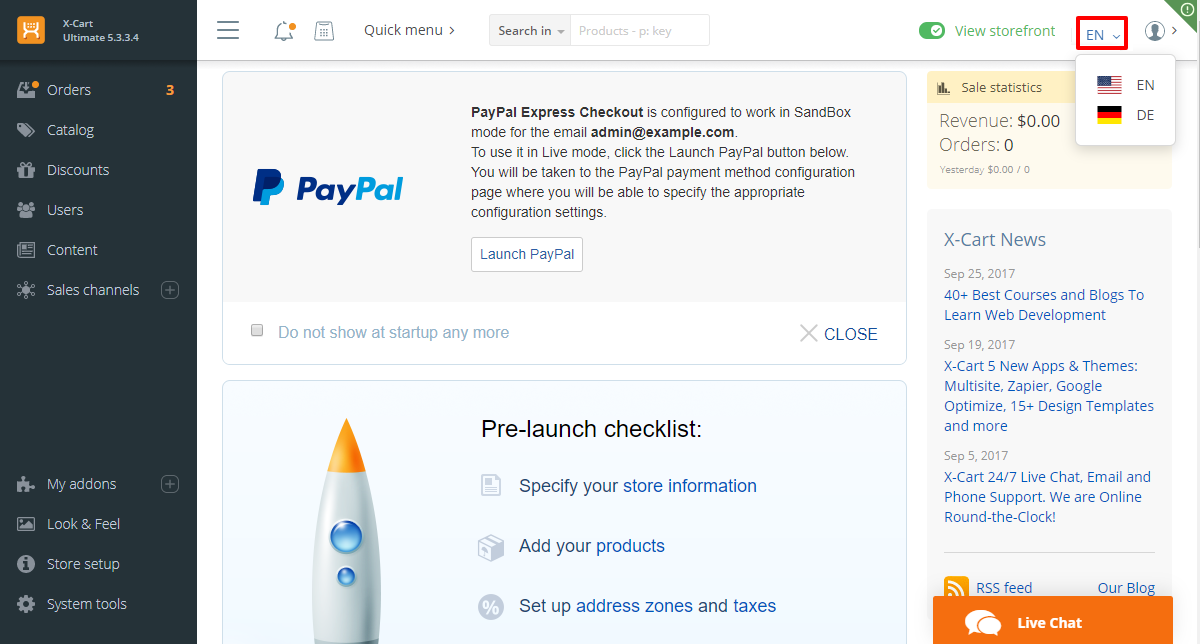 X-Cart
Ultimate 5.3.3.4
Quick menu
Search in
Products - p: key
View storefront
EN
EN
DE
Orders 3
Catalog
Discounts
Users
Content
Sales channels
My addons
Look & Feel
Store setup
System tools
PayPal
PayPal Express Checkout is configured to work in SandBox
mode for the email admin@example.com.
To use it in Live mode, click the Launch PayPal button below.
You will be taken to the PayPal payment method configuration
page where you will be able to specify the appropriate
configuration settings.
Launch PayPal
Do not show at startup any more
CLOSE
Pre-launch checklist:
Specify your store information
Add your products
%
Set up address zones and taxes
Sale statistics
Revenue: $0.00
Orders: 0
Yesterday $0.00 / 0
X-Cart News
Sep 25, 2017
40+ Best Courses and Blogs To
Learn Web Development
Sep 19, 2017
X-Cart 5 New Apps & Themes:
Multisite, Zapier, Google
Optimize, 15+ Design Templates
and more
Sep 5, 2017
X-Cart 24/7 Live Chat, Email and
Phone Support. We are Online
Round-the-Clock!
RSS feed
Our Blog
Live Chat